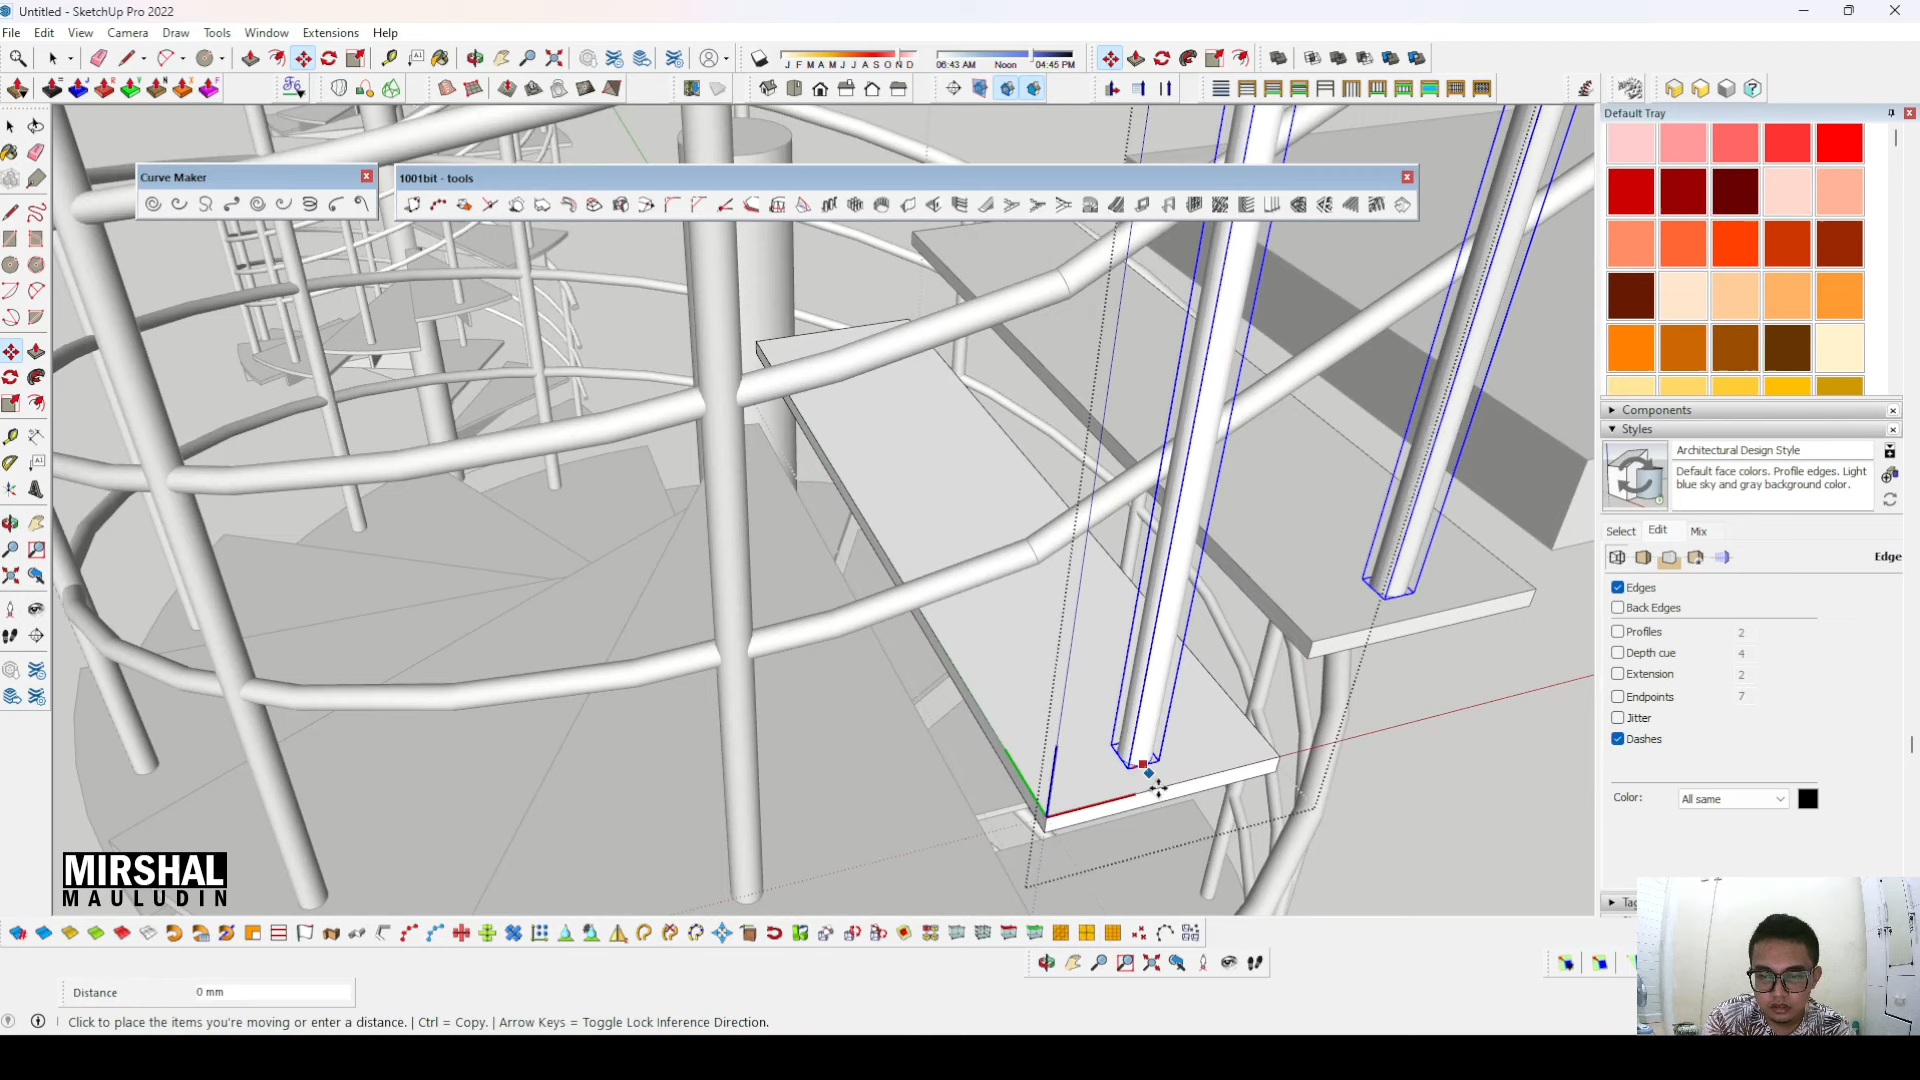 Untitled - SketchUp Pro 2022
File Edit View Camera Draw Tools Window Extensions Help
J F M A M J J A S O N D 06:43 AM Noon 04:45 PM
Default Tray
Curve Maker
1001bit - tools
Components
Styles
Architectural Design Style
Default face colors. Profile edges. Light
blue sky and gray background color.
Select Edit Mix
Edge
Edges
Back Edges
Profiles 2
Depth cue 4
Extension 2
Endpoints 7
Jitter
Dashes
Color: All same
MIRSHAL
MAULUDIN
Distance 0 mm
Click to place the items you're moving or enter a distance. | Ctrl = Copy. | Arrow Keys = Toggle Lock Inference Direction.